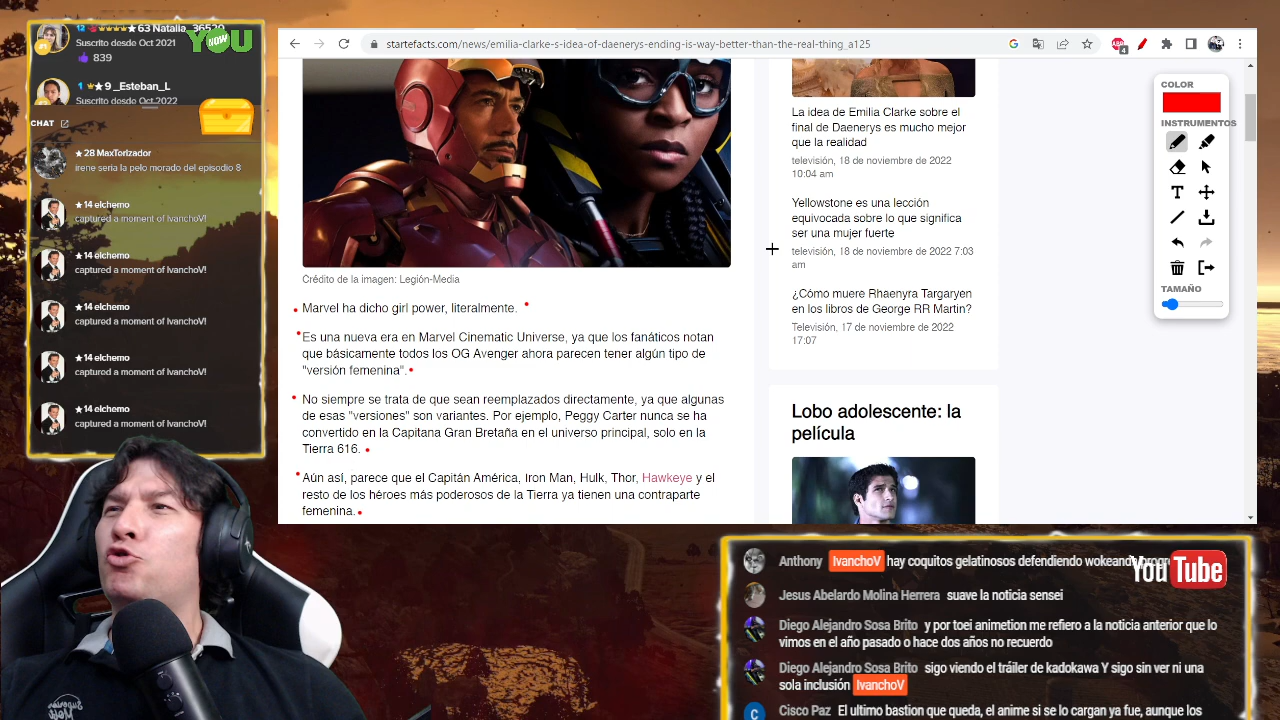 12 ★63 Natalia_36520
Suscrito desde Oct 2021
839
YOU
NOW
1 ★9 _Esteban_L
Suscrito desde Oct 2022
CHAT
★28 MaxTorizador
irene seria la pelo morado del episodio 8
★14 elchemo
captured a moment of IvanchoV!
★14 elchemo
captured a moment of IvanchoV!
★14 elchemo
captured a moment of IvanchoV!
★14 elchemo
captured a moment of IvanchoV!
★14 elchemo
captured a moment of IvanchoV!
startefacts.com/news/emilia-clarke-s-idea-of-daenerys-ending-is-way-better-than-the-real-thing_a125
ABP
4
Crédito de la imagen: Legión-Media
Marvel ha dicho girl power, literalmente.
Es una nueva era en Marvel Cinematic Universe, ya que los fanáticos notan
que básicamente todos los OG Avenger ahora parecen tener algún tipo de
"versión femenina".
No siempre se trata de que sean reemplazados directamente, ya que algunas
de esas "versiones" son variantes. Por ejemplo, Peggy Carter nunca se ha
convertido en la Capitana Gran Bretaña en el universo principal, solo en la
Tierra 616.
Aún así, parece que el Capitán América, Iron Man, Hulk, Thor, Hawkeye y el
resto de los héroes más poderosos de la Tierra ya tienen una contraparte
femenina.
La idea de Emilia Clarke sobre el
final de Daenerys es mucho mejor
que la realidad
televisión, 18 de noviembre de 2022
10:04 am
Yellowstone es una lección
equivocada sobre lo que significa
ser una mujer fuerte
televisión, 18 de noviembre de 2022 7:03
am
¿Cómo muere Rhaenyra Targaryen
en los libros de George RR Martin?
Televisión, 17 de noviembre de 2022
17:07
Lobo adolescente: la
película
COLOR
INSTRUMENTOS
T
TAMAÑO
Anthony IvanchoV hay coquitos gelatinosos defendiendo
YouTube
Jesus Abelardo Molina Herrera suave la noticia sensei
Diego Alejandro Sosa Brito y por toei animetion me refiero a la noticia anterior que lo
vimos en el año pasado o hace dos años no recuerdo
Diego Alejandro Sosa Brito sigo viendo el tráiler de kadokawa Y sigo sin ver ni una
sola inclusión IvanchoV
C Cisco Paz El ultimo bastion que queda, el anime si se lo cargan ya fue, aunque los